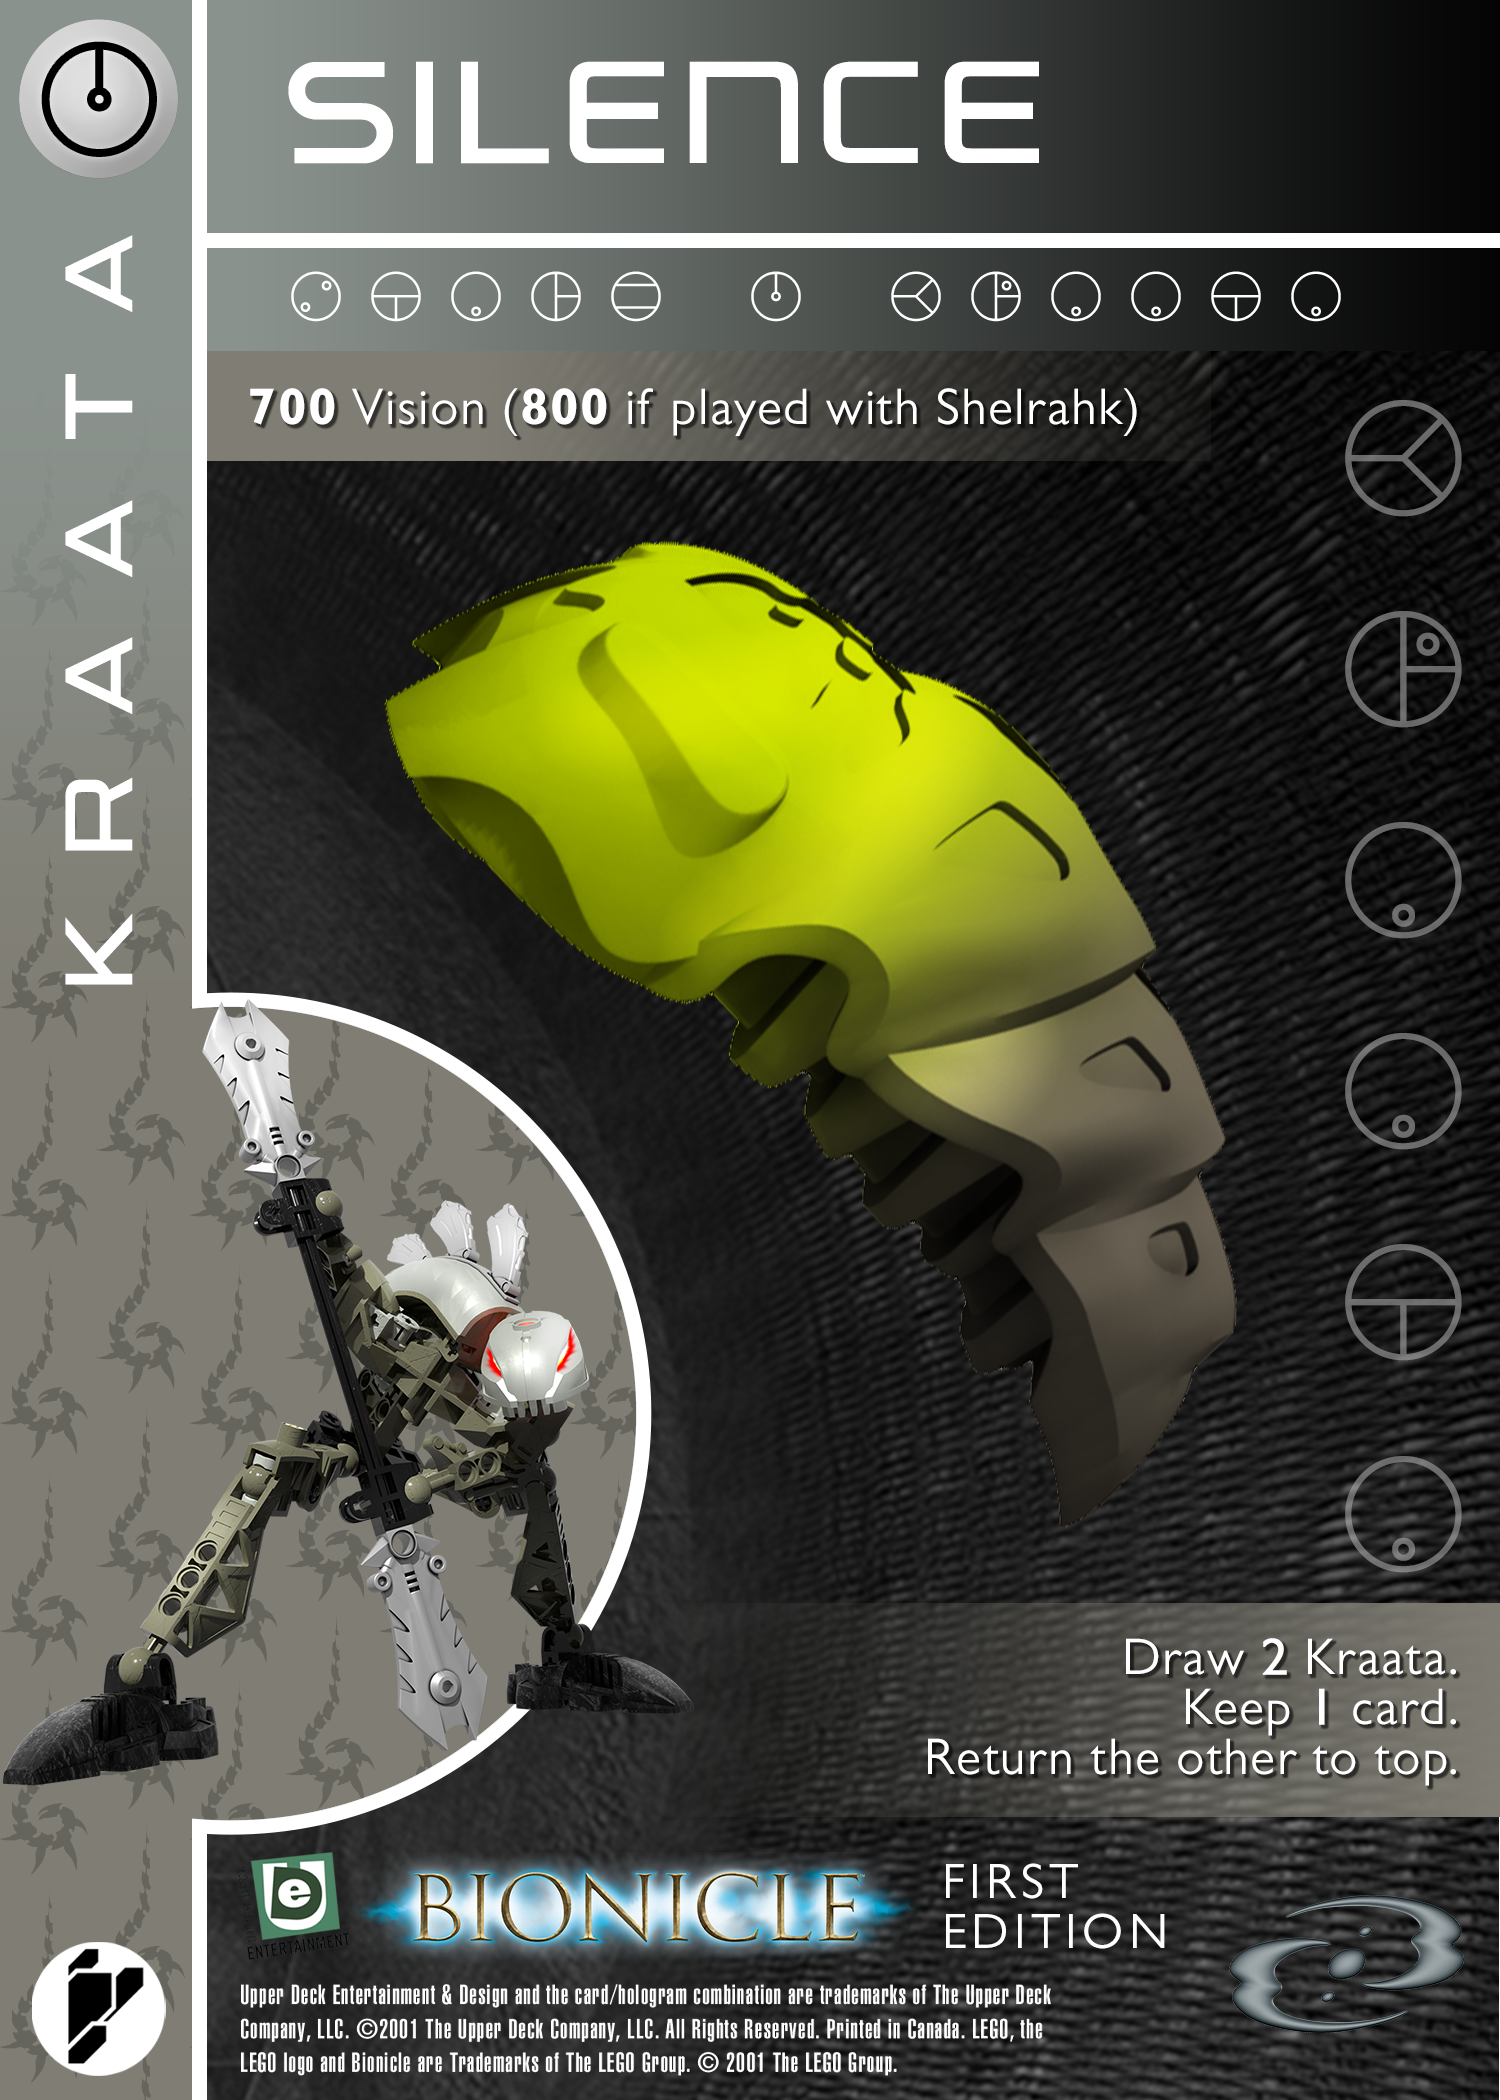 SILENCE
KRAATA
700 Vision (800 if played with Shelrahk)
Draw 2 Kraata.
Keep 1 card.
Return the other to top.
e
ENTERTAINMENT
BIONICLE
FIRST
EDITION
Upper Deck Entertainment & Design and the card/hologram combination are trademarks of The Upper Deck
Company, LLC. ©2001 The Upper Deck Company, LLC. All Rights Reserved. Printed in Canada. LEGO, the
LEGO logo and Bionicle are Trademarks of The LEGO Group. © 2001 The LEGO Group.